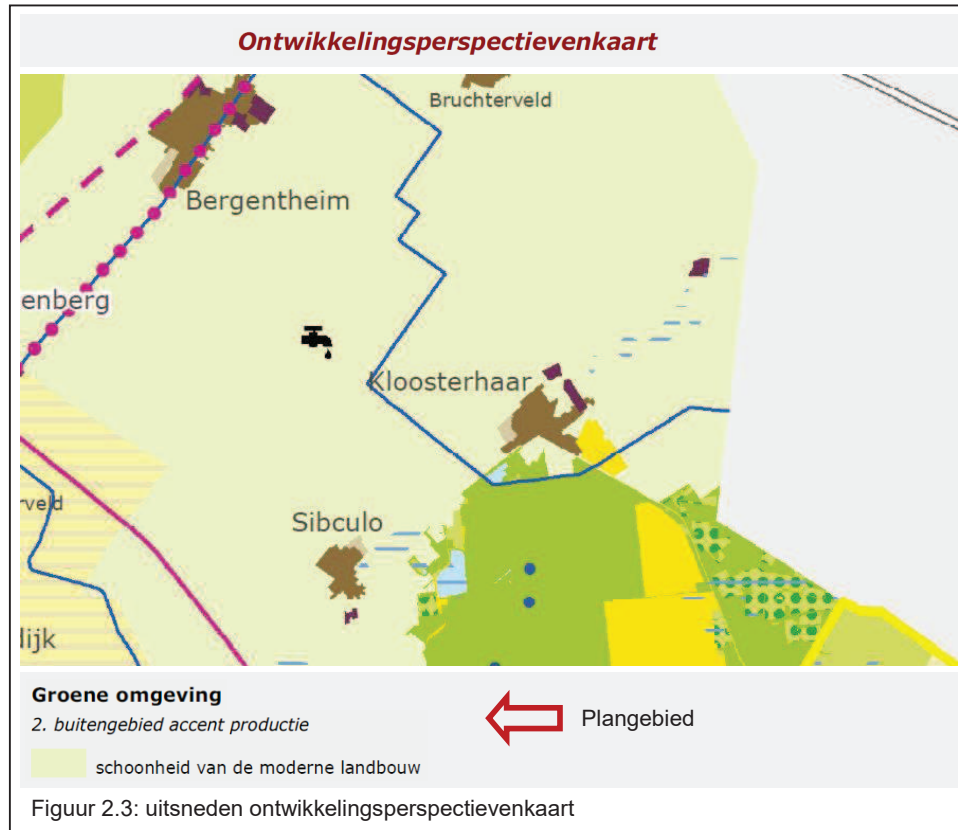 Ontwikkelingsperspectievenkaart
Bruchterveld
Bergentheim
enberg
Kloosterhaar
rveld
Sibculo
dijk
Groene omgeving
2. buitengebied accent productie
Plangebied
schoonheid van de moderne landbouw
Figuur 2.3: uitsneden ontwikkelingsperspectievenkaart